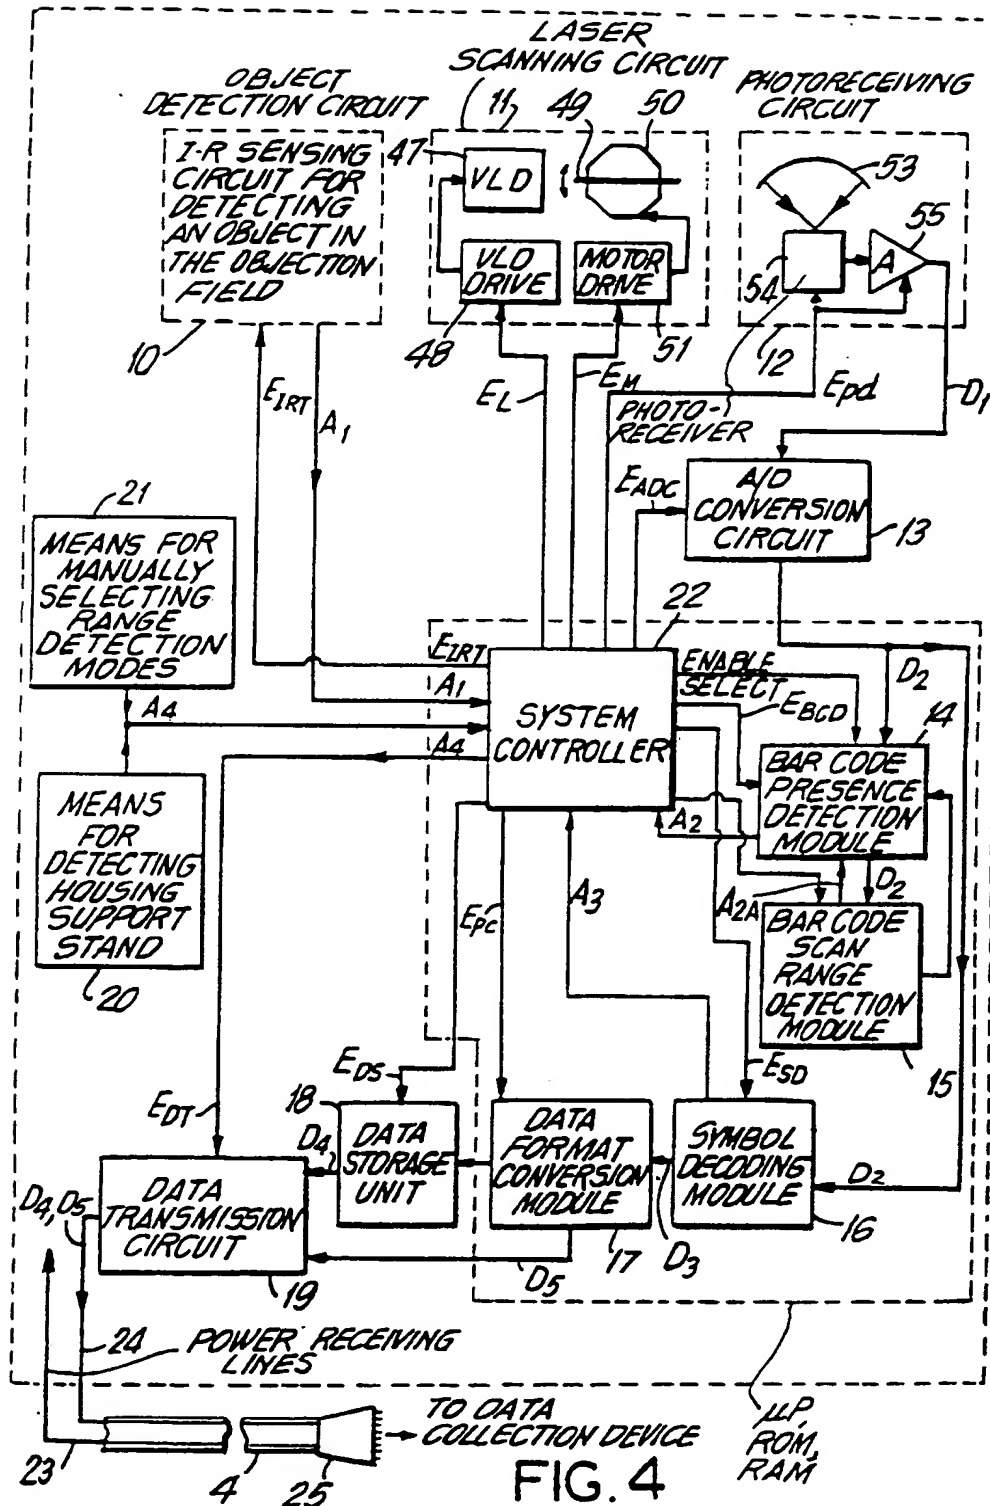 LASER
SCANNING CIRCUIT
OBJECT
DETECTION CIRCUIT
PHOTORECEIVING
CIRCUIT
11
49
50
47
I-R SENSING
CIRCUIT FOR
DETECTING
AN OBJECT IN
THE OBJECTION
FIELD
VLD
VLD
DRIVE
MOTOR
DRIVE
53
55
54
A
10
48
51
12
EIRT
A1
EL
EM
PHOTO-
RECEIVER
Epd
D1
EADC
A/D
CONVERSION
CIRCUIT
13
21
MEANS FOR
MANUALLY
SELECTING
RANGE
DETECTION
MODES
22
EIRT
A1
A4
A4
SYSTEM
CONTROLLER
ENABLE
SELECT
EBCD
D2
14
BAR CODE
PRESENCE
DETECTION
MODULE
A2
MEANS
FOR
DETECTING
HOUSING
SUPPORT
STAND
20
EPC
A3
A2A
D2
BAR CODE
SCAN
RANGE
DETECTION
MODULE
15
EDS
ESD
EDT
18
D4
DATA
STORAGE
UNIT
DATA
FORMAT
CONVERSION
MODULE
17
SYMBOL
DECODING
MODULE
16
D2
D3
D4, D5
DATA
TRANSMISSION
CIRCUIT
19
D5
24
POWER RECEIVING
LINES
TO DATA
COLLECTION DEVICE
23
4
25
µP,
ROM,
RAM
FIG. 4